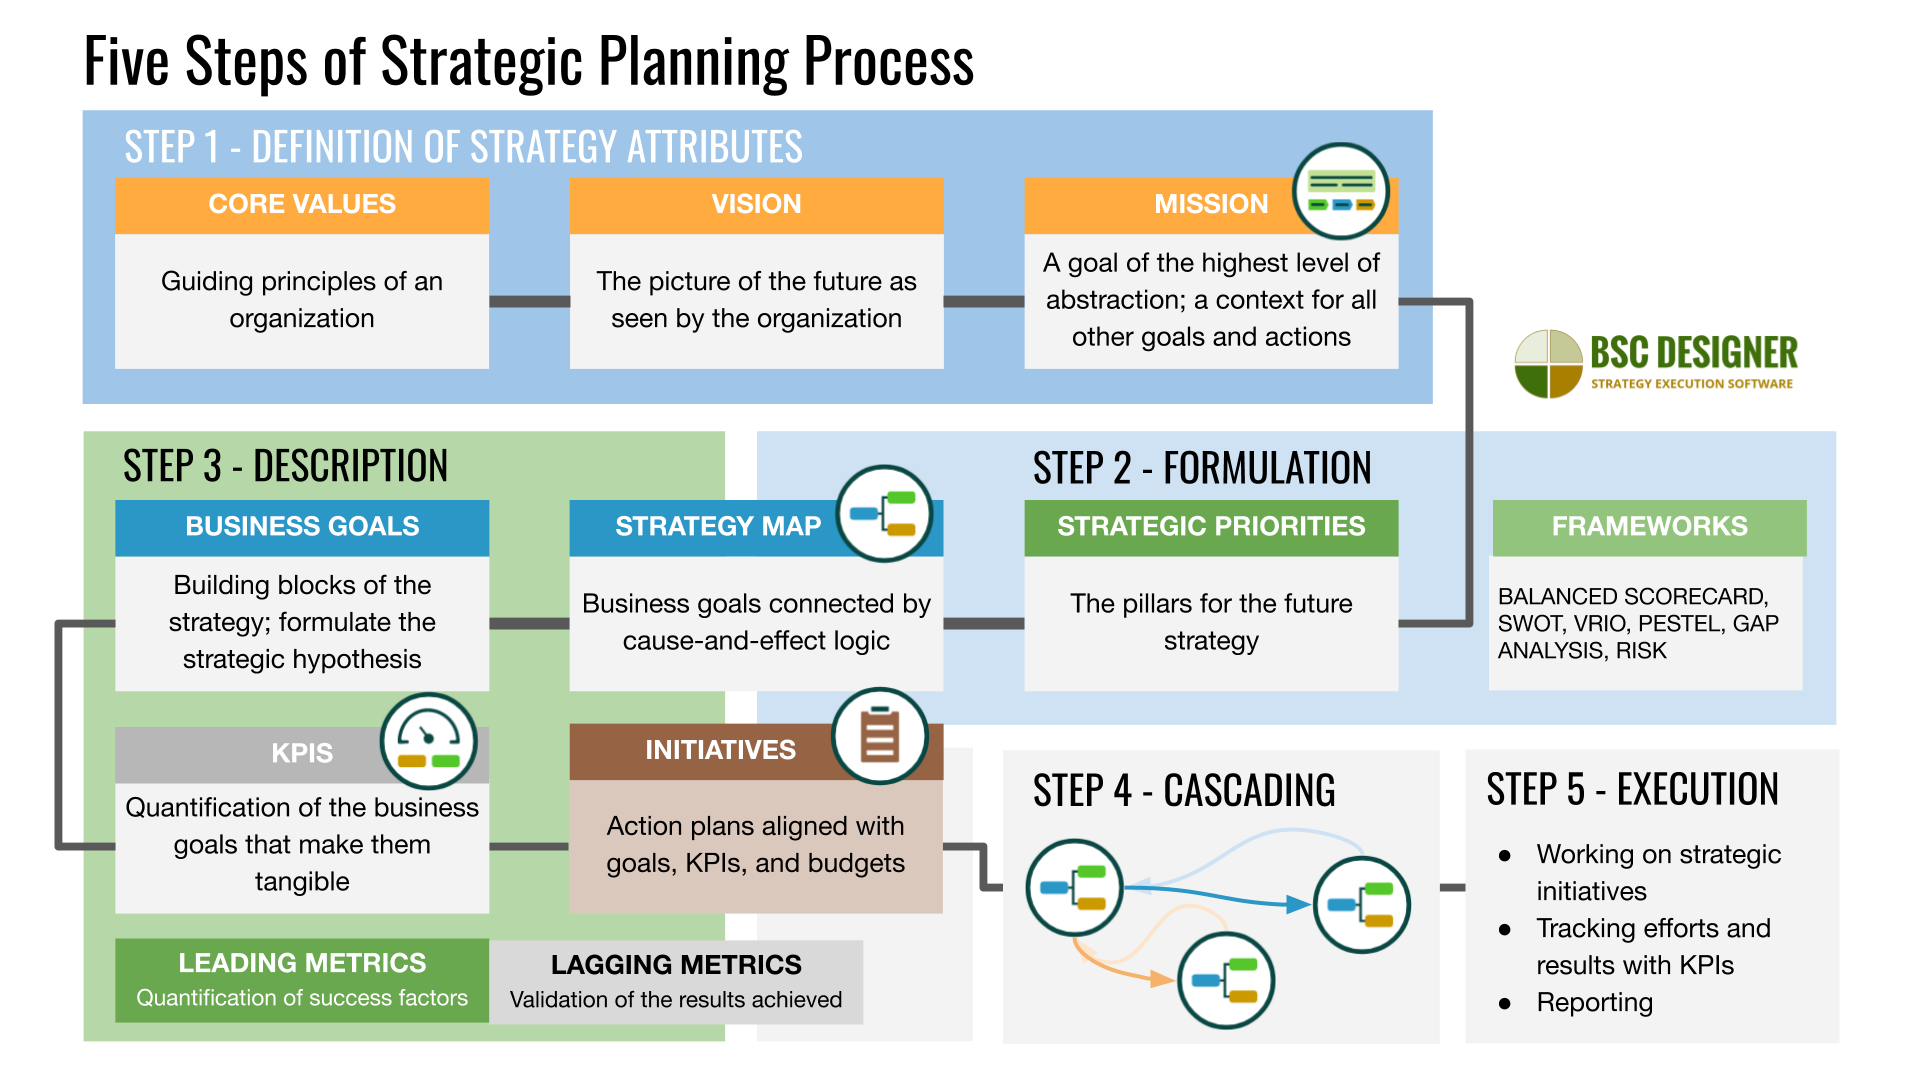 Five Steps of Strategic Planning Process
STEP 1 - DEFINITION OF STRATEGY ATTRIBUTES
CORE VALUES
Guiding principles of an
organization
VISION
The picture of the future as
seen by the organization
MISSION
A goal of the highest level of
abstraction; a context for all
other goals and actions
BSC DESIGNER
STRATEGY EXECUTION SOFTWARE
STEP 2 - FORMULATION
STRATEGIC PRIORITIES
The pillars for the future
strategy
FRAMEWORKS
BALANCED SCORECARD,
SWOT, VRIO, PESTEL, GAP
ANALYSIS, RISK
STEP 3 - DESCRIPTION
BUSINESS GOALS
Building blocks of the
strategy; formulate the
strategic hypothesis
STRATEGY MAP
Business goals connected by
cause-and-effect logic
KPIS
Quantification of the business
goals that make them
tangible
INITIATIVES
Action plans aligned with
goals, KPIs, and budgets
LEADING METRICS
Quantification of success factors
LAGGING METRICS
Validation of the results achieved
STEP 4 - CASCADING
STEP 5 - EXECUTION
● Working on strategic
initiatives
● Tracking efforts and
results with KPIs
● Reporting